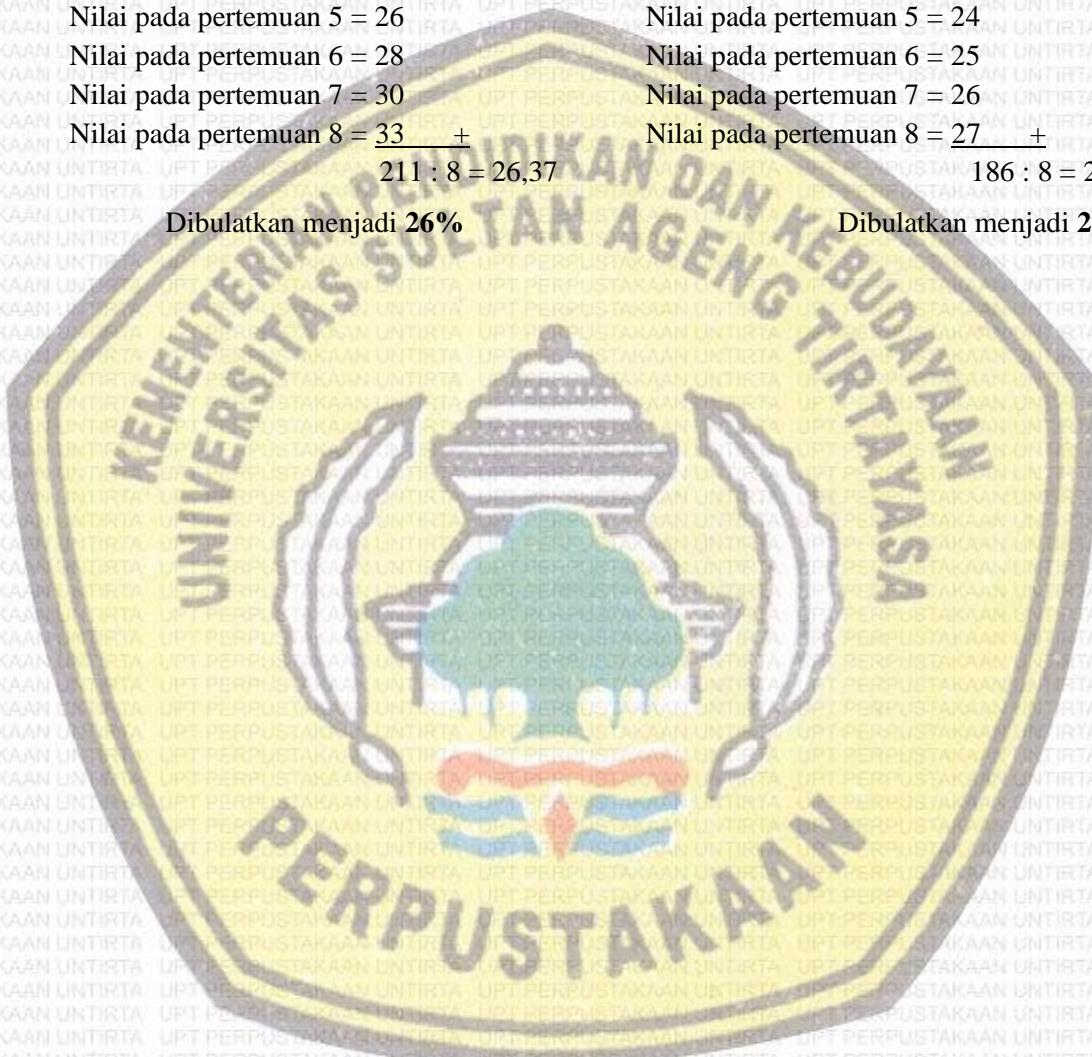 Nilai pada pertemuan 5 = 26
Nilai pada pertemuan 6 = 28
Nilai pada pertemuan 7 = 30
Nilai pada pertemuan 8 = 33 +
211 : 8 = 26,37
Dibulatkan menjadi 26%
Nilai pada pertemuan 5 = 24
Nilai pada pertemuan 6 = 25
Nilai pada pertemuan 7 = 26
Nilai pada pertemuan 8 = 27 +
186 : 8 = 2
Dibulatkan menjadi 2
KEMENTERIAN PENDIDIKAN DAN KEBUDAYAAN
UNIVERSITAS SULTAN AGENG TIRTAYASA
PERPUSTAKAAN